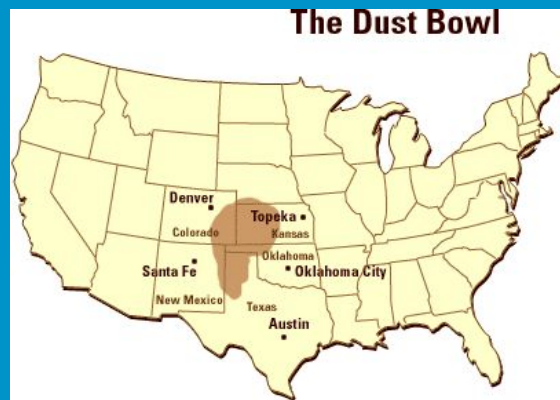 The Dust Bowl
Denver
Topeka
Colorado
Kansas
Oklahoma
Santa Fe
Oklahoma City
New Mexico
Texas
Austin